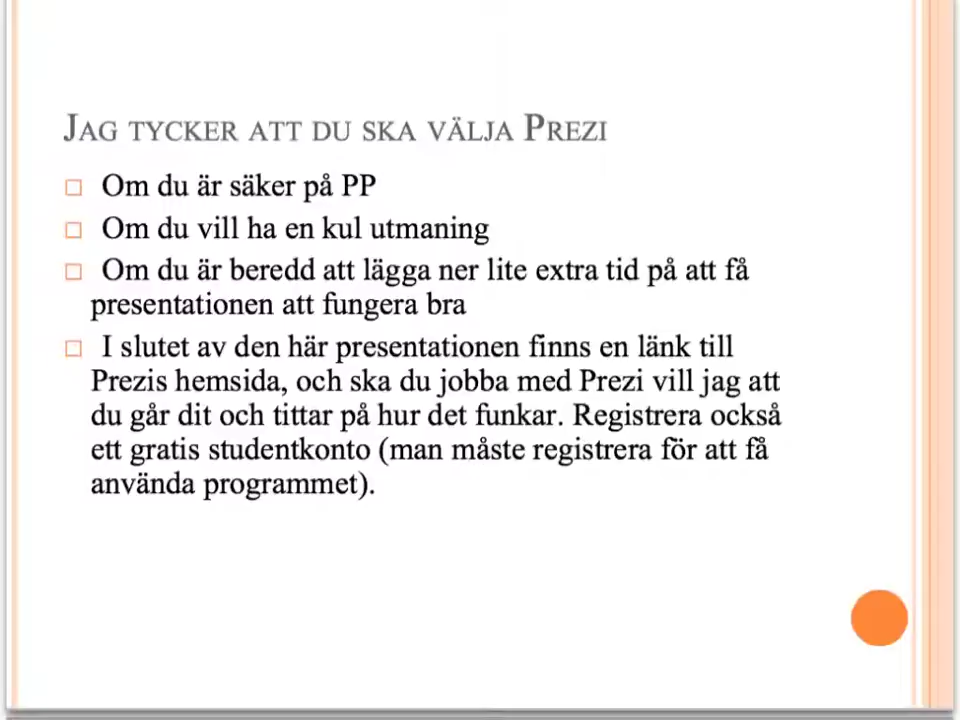 Jag tycker att du ska välja Prezi
Om du är säker på PP
Om du vill ha en kul utmaning
Om du är beredd att lägga ner lite extra tid på att få
presentationen att fungera bra
I slutet av den här presentationen finns en länk till
Prezis hemsida, och ska du jobba med Prezi vill jag att
du går dit och tittar på hur det funkar. Registrera också
ett gratis studentkonto (man måste registrera för att få
använda programmet).